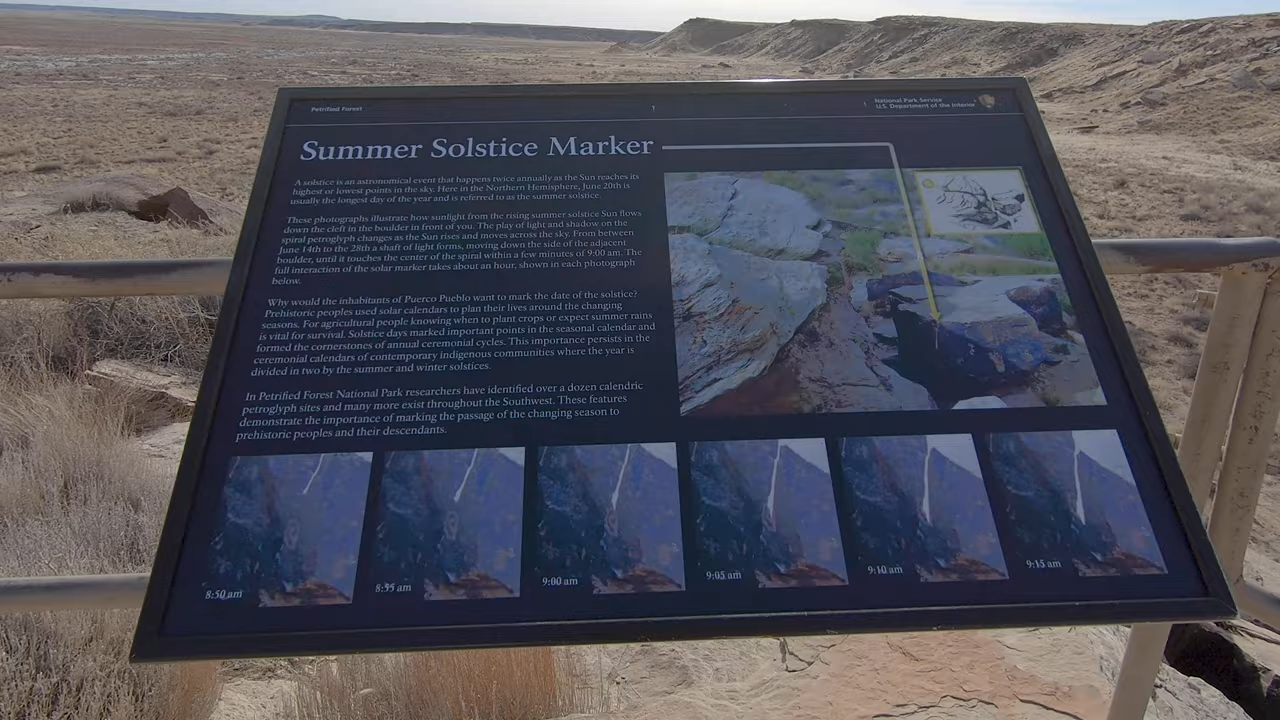 Petrified Forest
National Park Service
U.S. Department of the Interior
Summer Solstice Marker
A solstice is an astronomical event that happens twice annually as the Sun reaches its
highest or lowest points in the sky. Here in the Northern Hemisphere, June 20th is
usually the longest day of the year and is referred to as the summer solstice.
These photographs illustrate how sunlight from the rising summer solstice Sun flows
down the cleft in the boulder in front of you. The play of light and shadow on the
spiral petroglyph changes as the Sun rises and moves across the sky. From between
June 14th to the 28th a shaft of light forms, moving down the side of the adjacent
boulder, until it touches the center of the spiral within a few minutes of 9:00 am. The
full interaction of the solar marker takes about an hour, shown in each photograph
below.
Why would the inhabitants of Puerco Pueblo want to mark the date of the solstice?
Prehistoric peoples used solar calendars to plan their lives around the changing
seasons. For agricultural people knowing when to plant crops or expect summer rains
is vital for survival. Solstice days marked important points in the seasonal calendar and
formed the cornerstones of annual ceremonial cycles. This importance persists in the
ceremonial calendars of contemporary indigenous communities where the year is
divided in two by the summer and winter solstices.
In Petrified Forest National Park researchers have identified over a dozen calendric
petroglyph sites and many more exist throughout the Southwest. These features
demonstrate the importance of marking the passage of the changing season to
prehistoric peoples and their descendants.
8:50 am
8:55 am
9:00 am
9:05 am
9:10 am
9:15 am